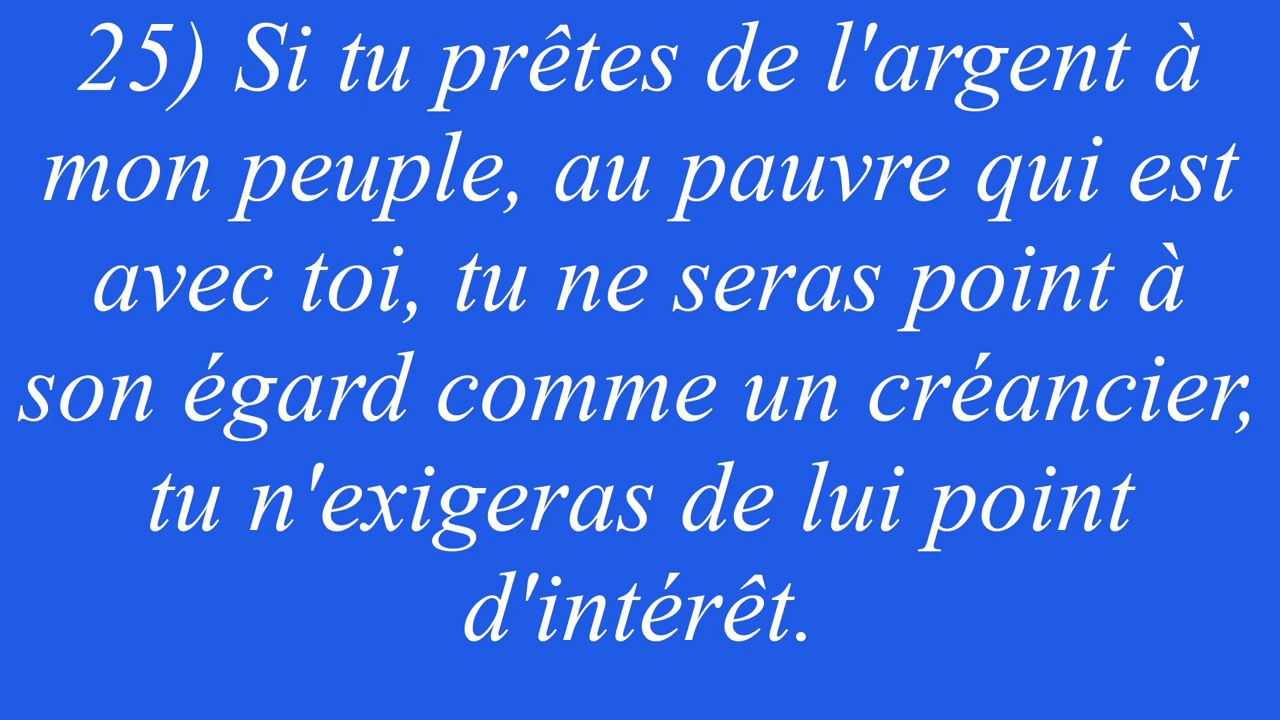 25) Si tu prêtes de l'argent à
mon peuple, au pauvre qui est
avec toi, tu ne seras point à
son égard comme un créancier,
tu n'exigeras de lui point
d'intérêt.